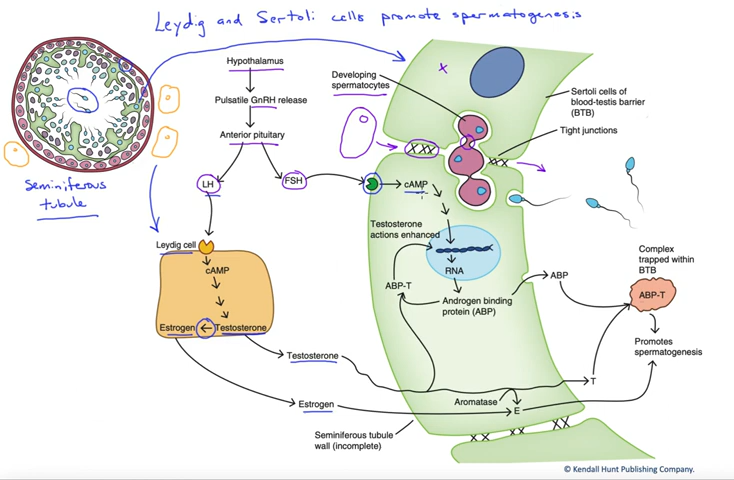 Leydig and Sertoli cells promote spermatogenesis
Seminiferous
tubule
Hypothalamus
Pulsatile GnRH release
Anterior pituitary
LH
FSH
Leydig cell
cAMP
Estrogen
Testosterone
Testosterone
Estrogen
Developing
spermatocytes
Sertoli cells of
blood-testis barrier
(BTB)
Tight junctions
cAMP
Testosterone
actions enhanced
RNA
ABP-T
Androgen binding
protein (ABP)
ABP
Complex
trapped within
BTB
ABP-T
Promotes
spermatogenesis
T
Aromatase
E
Seminiferous tubule
wall (incomplete)
© Kendall Hunt Publishing Company.